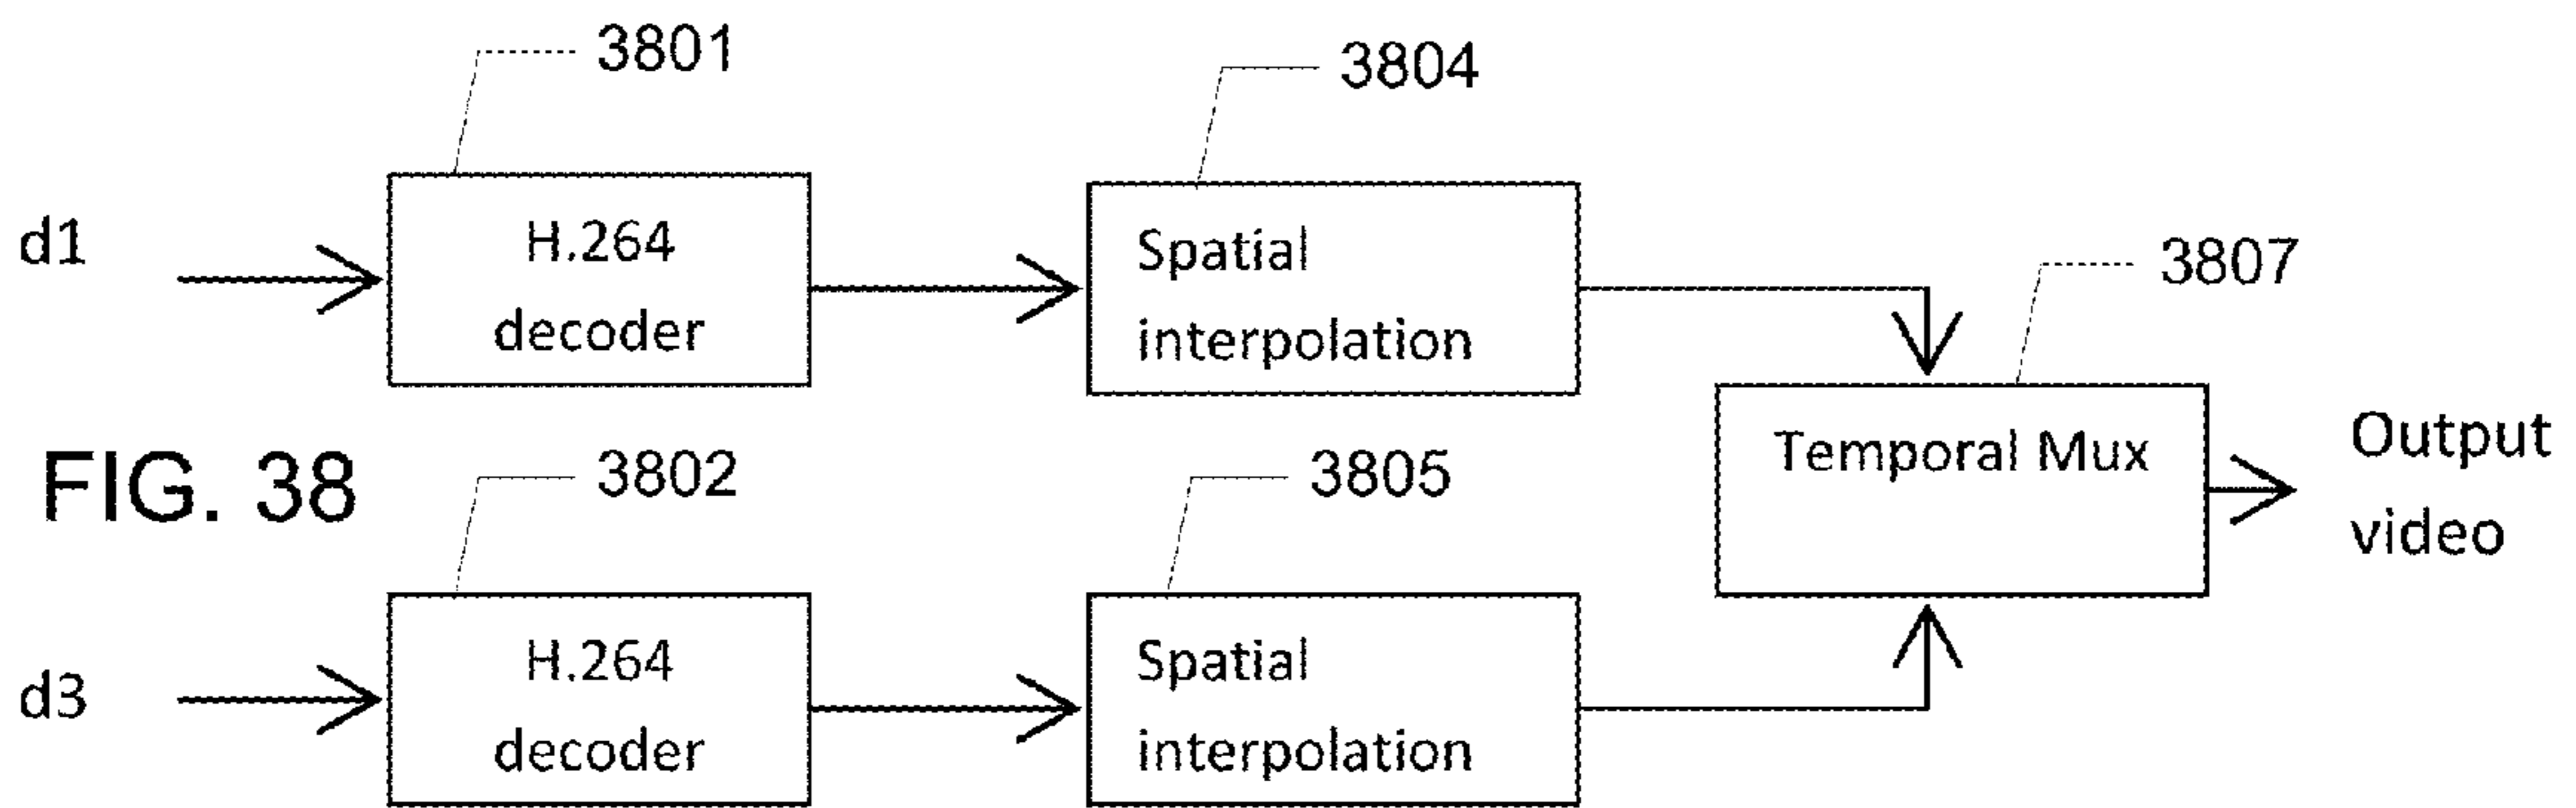 3801
3804
d1
H.264
decoder
Spatial
interpolation
3807
FIG. 38
3802
3805
Temporal Mux
Output
video
d3
H.264
decoder
Spatial
interpolation